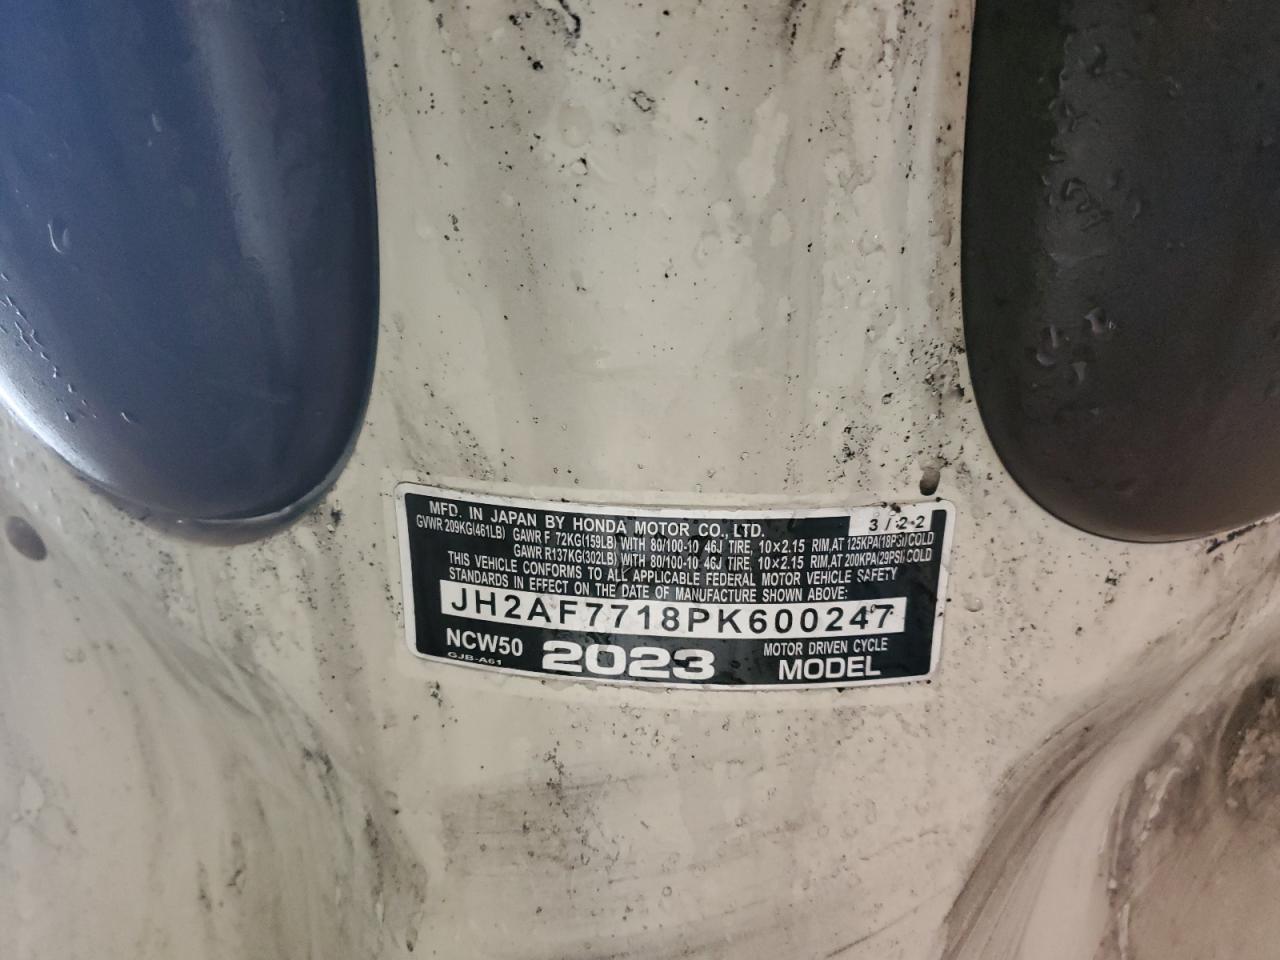 MFD. IN JAPAN BY HONDA MOTOR CO., LTD. 3/22
GVWR 209KG(461LB) GAWR F 72KG(159LB) WITH 80/100-10 46J TIRE, 10×2.15 RIM,AT 125KPA(18PSI)COLD
GAWR R137KG(302LB) WITH 80/100-10 46J TIRE, 10×2.15 RIM,AT 200KPA(29PSI)COLD
THIS VEHICLE CONFORMS TO ALL APPLICABLE FEDERAL MOTOR VEHICLE SAFETY
STANDARDS IN EFFECT ON THE DATE OF MANUFACTURE SHOWN ABOVE:
JH2AF7718PK600247
NCW50 2023 MOTOR DRIVEN CYCLE
GJB-A61 MODEL